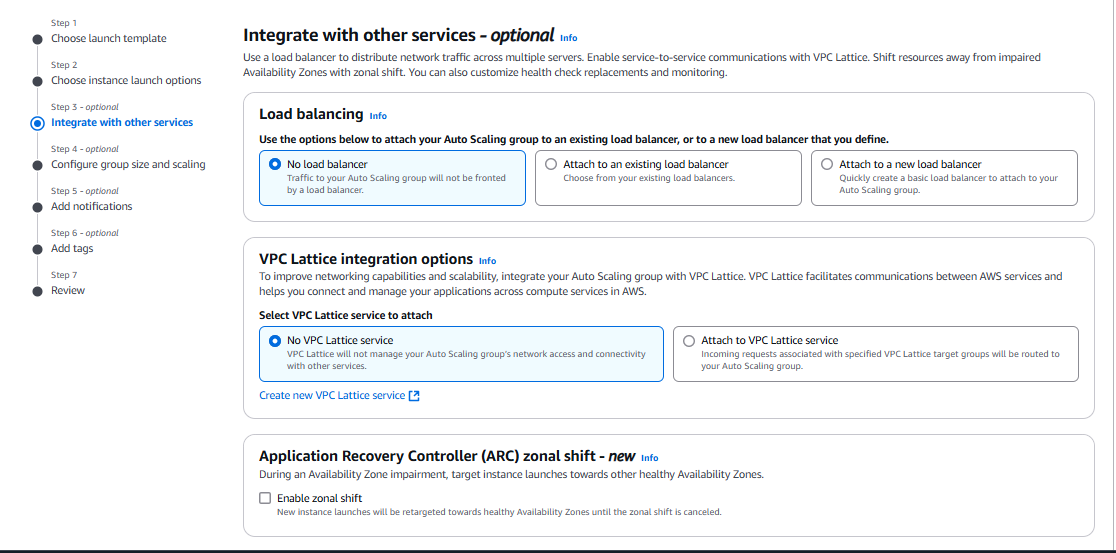 Step 1
Choose launch template
Step 2
Choose instance launch options
Step 3 - optional
Integrate with other services
Step 4 - optional
Configure group size and scaling
Step 5 - optional
Add notifications
Step 6 - optional
Add tags
Step 7
Review
Integrate with other services - optional Info
Use a load balancer to distribute network traffic across multiple servers. Enable service-to-service communications with VPC Lattice. Shift resources away from impaired
Availability Zones with zonal shift. You can also customize health check replacements and monitoring.
Load balancing Info
Use the options below to attach your Auto Scaling group to an existing load balancer, or to a new load balancer that you define.
No load balancer
Traffic to your Auto Scaling group will not be fronted
by a load balancer.
Attach to an existing load balancer
Choose from your existing load balancers.
Attach to a new load balancer
Quickly create a basic load balancer to attach to your
Auto Scaling group.
VPC Lattice integration options Info
To improve networking capabilities and scalability, integrate your Auto Scaling group with VPC Lattice. VPC Lattice facilitates communications between AWS services and
helps you connect and manage your applications across compute services in AWS.
Select VPC Lattice service to attach
No VPC Lattice service
VPC Lattice will not manage your Auto Scaling group's network access and connectivity
with other services.
Attach to VPC Lattice service
Incoming requests associated with specified VPC Lattice target groups will be routed to
your Auto Scaling group.
Create new VPC Lattice service
Application Recovery Controller (ARC) zonal shift - new Info
During an Availability Zone impairment, target instance launches towards other healthy Availability Zones.
Enable zonal shift
New instance launches will be retargeted towards healthy Availability Zones until the zonal shift is canceled.